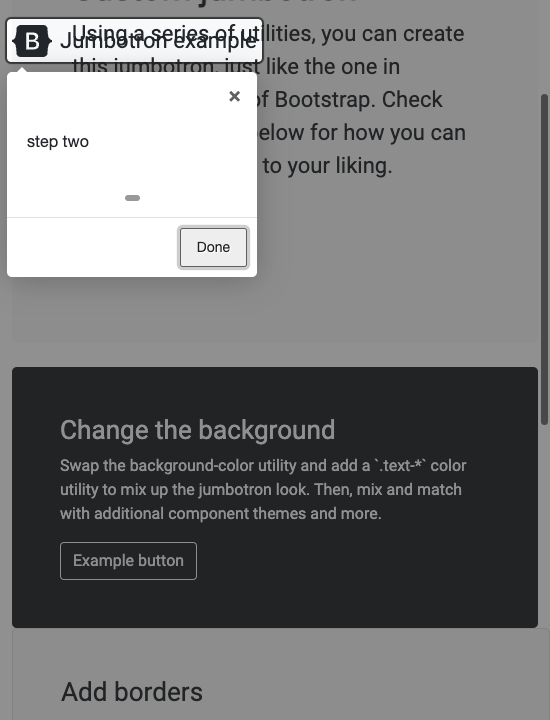 Custom jumbotron
B Jumbotron example
Using a series of utilities, you can create
this jumbotron, just like the one in
of Bootstrap. Check
below for how you can
to your liking.
×
step two
Done
Change the background
Swap the background-color utility and add a `.text-*` color
utility to mix up the jumbotron look. Then, mix and match
with additional component themes and more.
Example button
Add borders